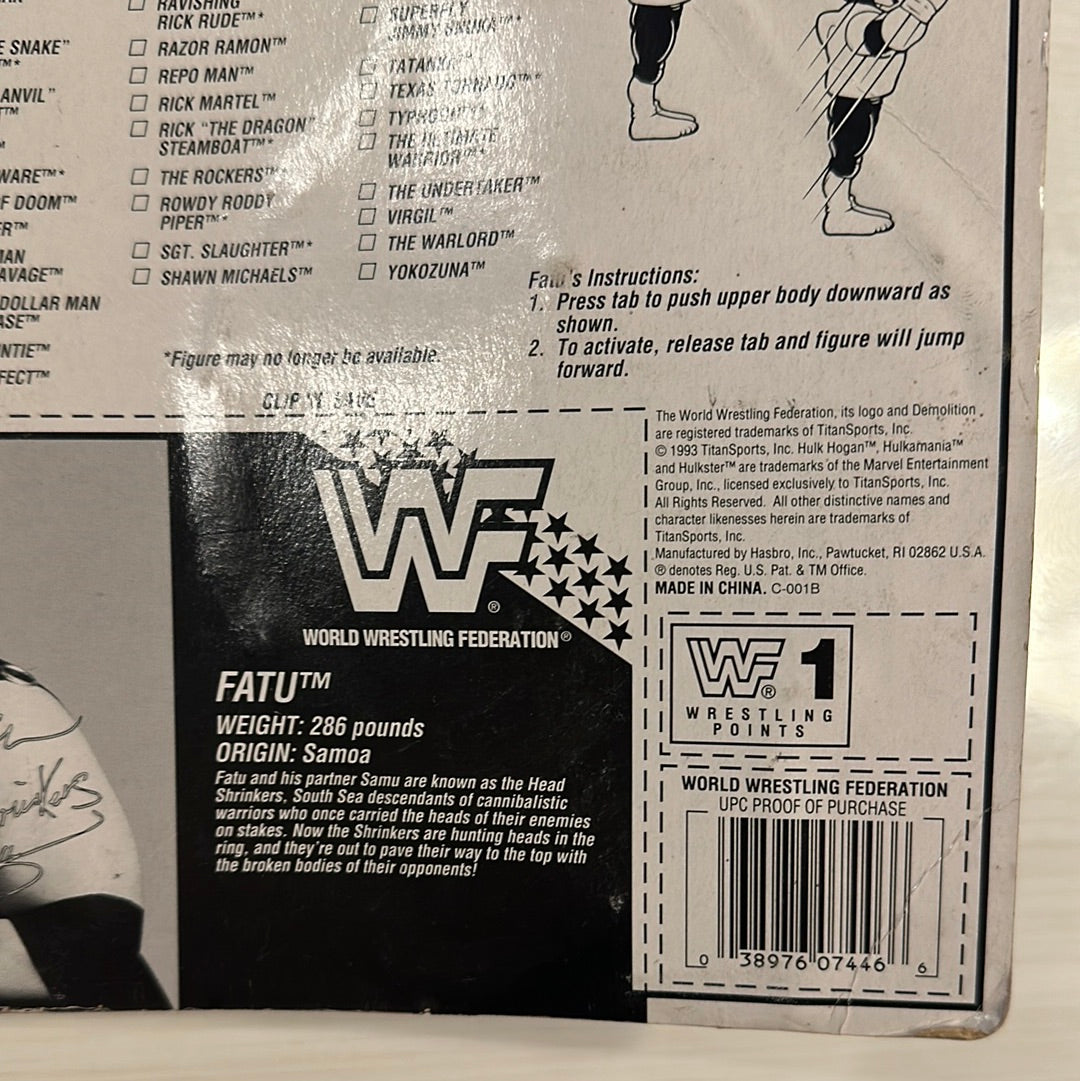 E SNAKE"
TM*
ANVIL"
TM
WARE™*
F DOOM™
ER™
MAN
AVAGE™
DOLLAR MAN
ASE™
NTIE™
FECT™
☐ RAVISHING
RICK RUDE™*
☐ RAZOR RAMON™
☐ REPO MAN™
☐ RICK MARTEL™
☐ RICK "THE DRAGON"
STEAMBOAT™*
☐ THE ROCKERS™*
☐ ROWDY RODDY
PIPER™*
☐ SGT. SLAUGHTER™*
☐ SHAWN MICHAELS™
☐ SUPERFLY
JIMMY SNUKA™*
☐ TATANKA™
☐ TEXAS TORNADO™*
☐ TYPHOON™*
☐ THE ULTIMATE
WARRIOR™*
☐ THE UNDERTAKER™
☐ VIRGIL™
☐ THE WARLORD™
☐ YOKOZUNA™
*Figure may no longer be available.
Fatu's Instructions:
1. Press tab to push upper body downward as
shown.
2. To activate, release tab and figure will jump
forward.
CLIP 'N' SAVE
WF
®
WORLD WRESTLING FEDERATION®
FATU™
WEIGHT: 286 pounds
ORIGIN: Samoa
Fatu and his partner Samu are known as the Head
Shrinkers, South Sea descendants of cannibalistic
warriors who once carried the heads of their enemies
on stakes. Now the Shrinkers are hunting heads in the
ring, and they're out to pave their way to the top with
the broken bodies of their opponents!
The World Wrestling Federation, its logo and Demolition
are registered trademarks of TitanSports, Inc.
© 1993 TitanSports, Inc. Hulk Hogan™, Hulkamania™
and Hulkster™ are trademarks of the Marvel Entertainment
Group, Inc., licensed exclusively to TitanSports, Inc.
All Rights Reserved. All other distinctive names and
character likenesses herein are trademarks of
TitanSports, Inc.
Manufactured by Hasbro, Inc., Pawtucket, RI 02862 U.S.A.
® denotes Reg. U.S. Pat. & TM Office.
MADE IN CHINA. C-001B
WF® 1
WRESTLING
POINTS
WORLD WRESTLING FEDERATION
UPC PROOF OF PURCHASE
0 38976 07446 6